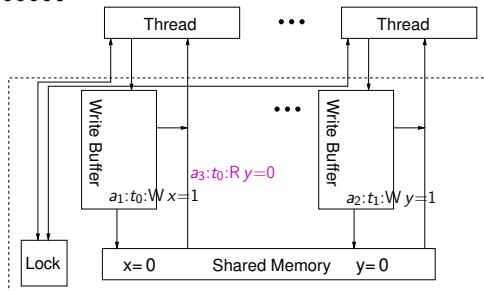 Thread
Thread
Write Buffer
Write Buffer
a₃:t₀:R y=0
a₁:t₀:W x=1
a₂:t₁:W y=1
Lock
x= 0 Shared Memory y= 0